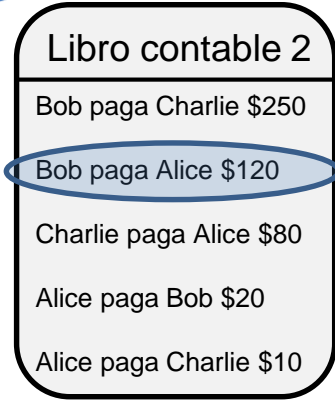 Libro contable 2
Bob paga Charlie $250
Bob paga Alice $120
Charlie paga Alice $80
Alice paga Bob $20
Alice paga Charlie $10